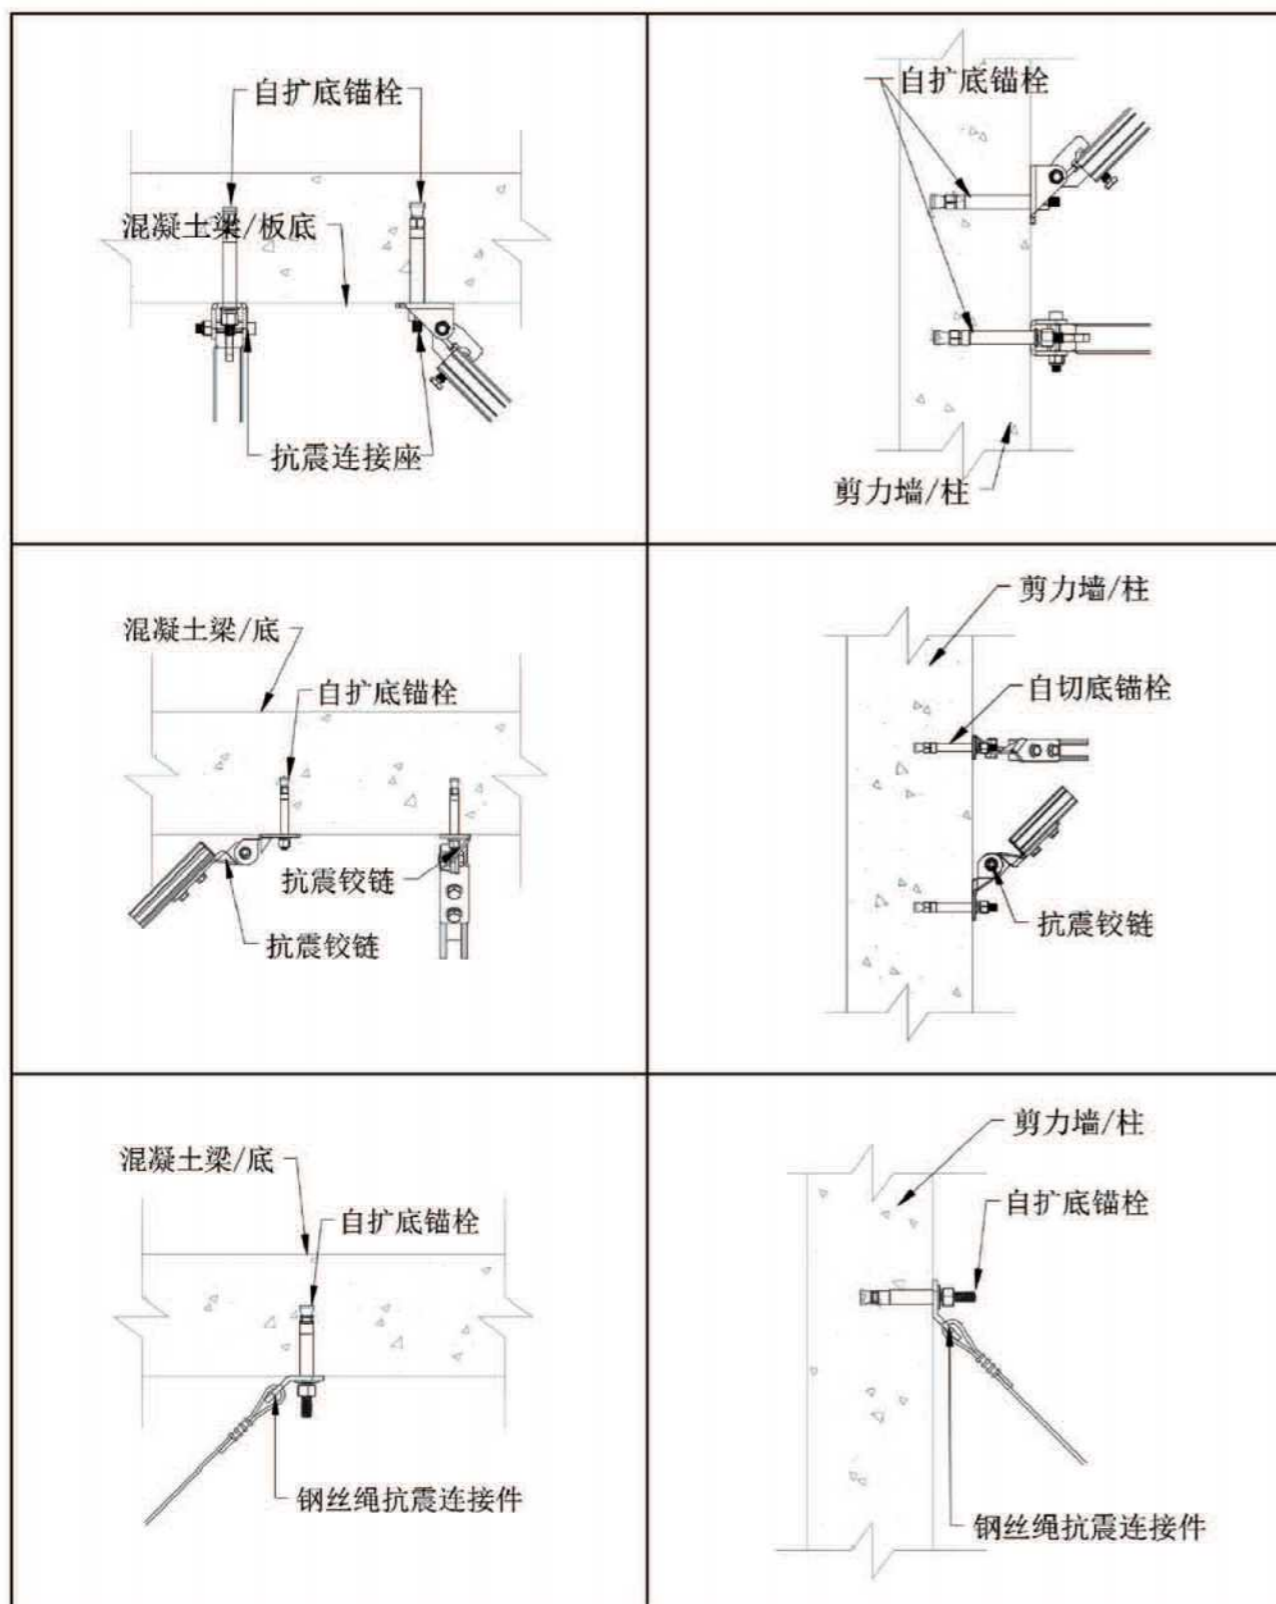 自扩底锚栓
混凝土梁/板底
抗震连接座
自扩底锚栓
剪力墙/柱
混凝土梁/底
自扩底锚栓
抗震铰链
抗震铰链
剪力墙/柱
自切底锚栓
抗震铰链
混凝土梁/底
自扩底锚栓
钢丝绳抗震连接件
剪力墙/柱
自扩底锚栓
钢丝绳抗震连接件